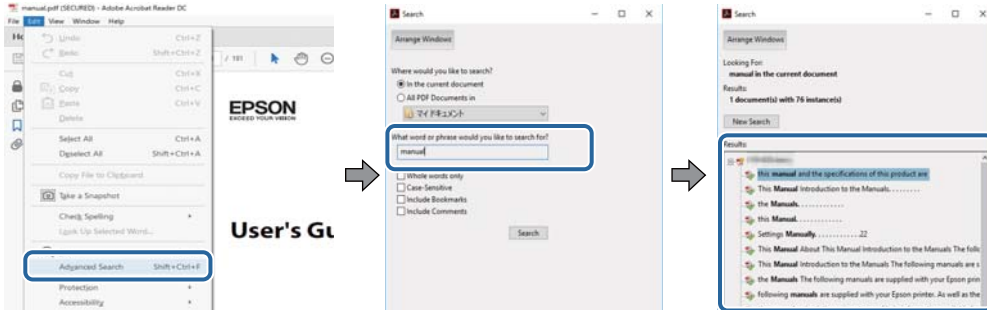 manual.pdf (SECURED) - Adobe Acrobat Reader DC
File Edit View Window Help
Undo Ctrl+Z
Redo Shift+Ctrl+Z
Cut Ctrl+X
Copy Ctrl+C
Paste Ctrl+V
Delete
Select All Ctrl+A
Deselect All Shift+Ctrl+A
Copy File to Clipboard
Take a Snapshot
Check Spelling
Look Up Selected Word...
Advanced Search Shift+Ctrl+F
Protection
Accessibility
/ 181
EPSON
EXCEED YOUR VISION
User's Gu
Search
Arrange Windows
Where would you like to search?
In the current document
All PDF Documents in
マイ ドキュメント
What word or phrase would you like to search for?
manual
Whole words only
Case-Sensitive
Include Bookmarks
Include Comments
Search
Search
Arrange Windows
Looking For:
manual in the current document
Results:
1 document(s) with 76 instance(s)
New Search
Results:
this manual and the specifications of this product are
This Manual Introduction to the Manuals. . . . . . . . .
the Manuals. . . . . . . . . . . . .
this Manual. . . . . . . . . . . . .
Settings Manually. . . . . . . . . . . . .22
This Manual About This Manual Introduction to the Manuals The follo
This Manual Introduction to the Manuals The following manuals are s
the Manuals The following manuals are supplied with your Epson prin
following manuals are supplied with your Epson printer. As well as the